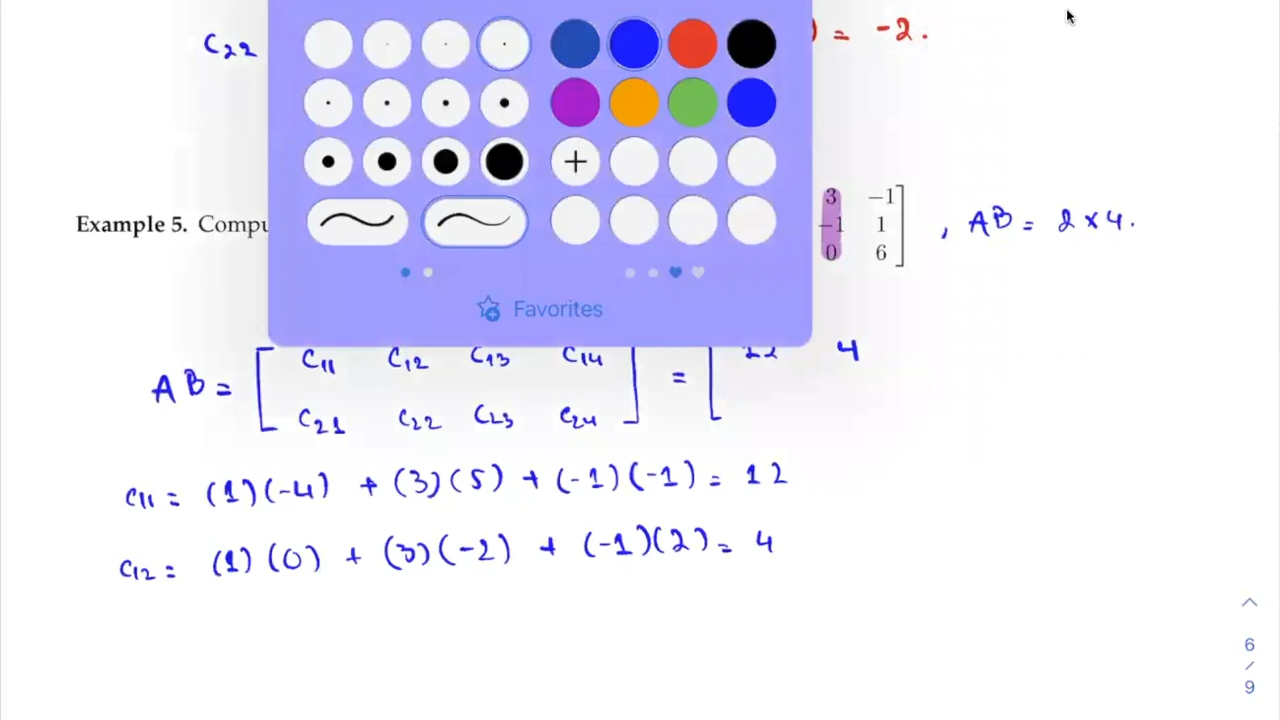 C22 ) = -2.
Example 5. Compu 3 -1
-1 1 , AB = 2 × 4.
0 6
Favorites
AB = [ C11 C12 C13 C14 ] = [ 12 4
C21 C22 C23 C24
C11 = (1)(-4) + (3)(5) + (-1)(-1) = 12
C12 = (1)(0) + (3)(-2) + (-1)(2) = 4
6
/
9